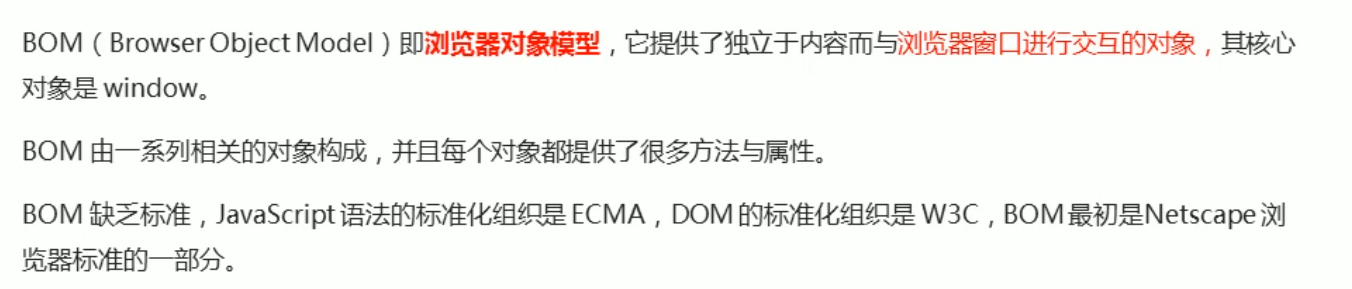 BOM（Browser Object Model）即浏览器对象模型，它提供了独立于内容而与浏览器窗口进行交互的对象，其核心
对象是 window。
BOM 由一系列相关的对象构成，并且每个对象都提供了很多方法与属性。
BOM 缺乏标准，JavaScript 语法的标准化组织是 ECMA，DOM 的标准化组织是 W3C，BOM 最初是Netscape 浏
览器标准的一部分。